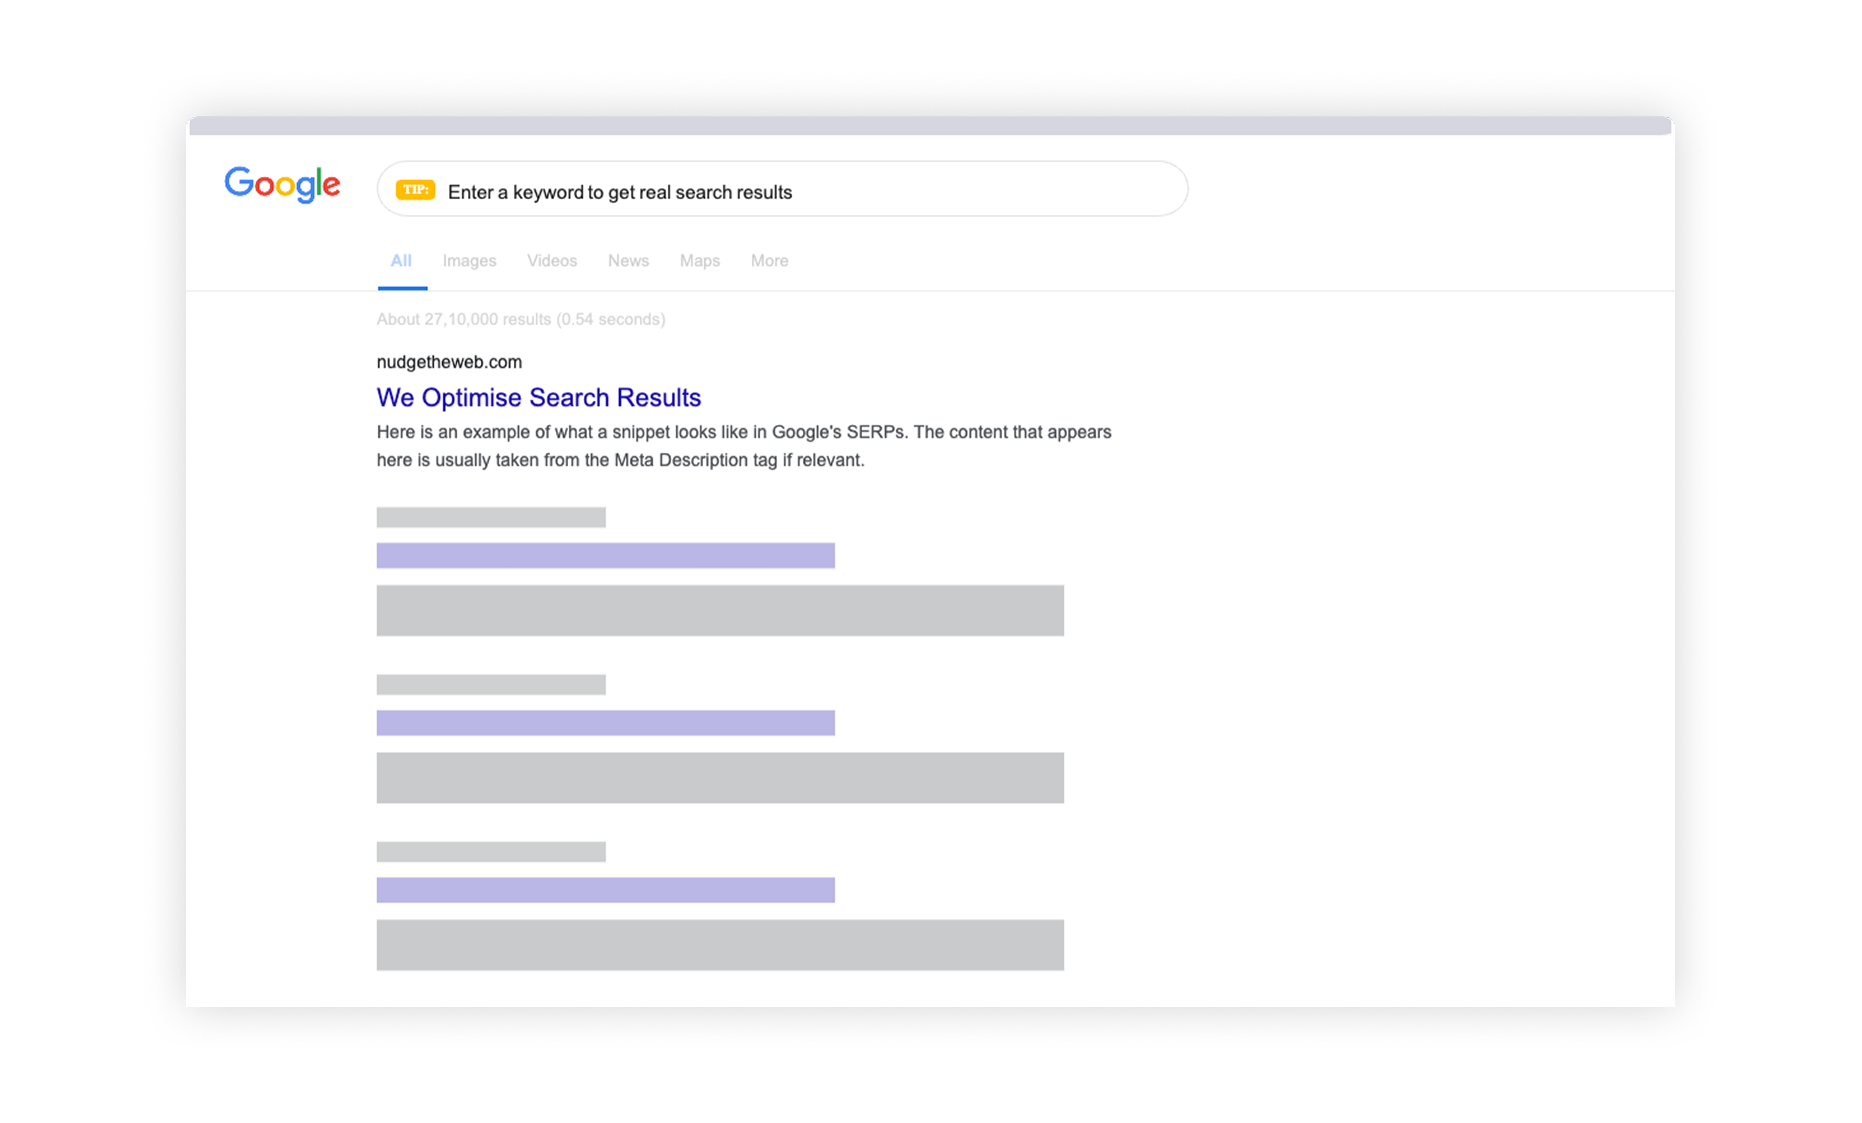 Google
TIP: Enter a keyword to get real search results
All Images Videos News Maps More
About 27,10,000 results (0.54 seconds)
nudgetheweb.com
We Optimise Search Results
Here is an example of what a snippet looks like in Google's SERPs. The content that appears
here is usually taken from the Meta Description tag if relevant.